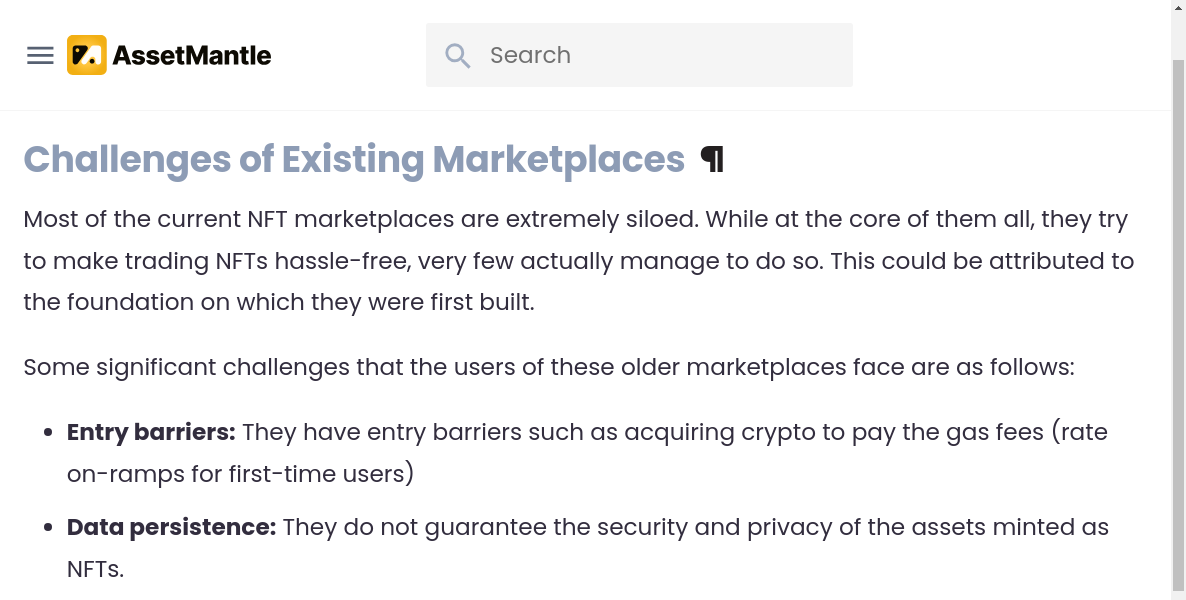 AssetMantle
Search
Challenges of Existing Marketplaces ¶
Most of the current NFT marketplaces are extremely siloed. While at the core of them all, they try
to make trading NFTs hassle-free, very few actually manage to do so. This could be attributed to
the foundation on which they were first built.
Some significant challenges that the users of these older marketplaces face are as follows:
• Entry barriers: They have entry barriers such as acquiring crypto to pay the gas fees (rate
on-ramps for first-time users)
• Data persistence: They do not guarantee the security and privacy of the assets minted as
NFTs.